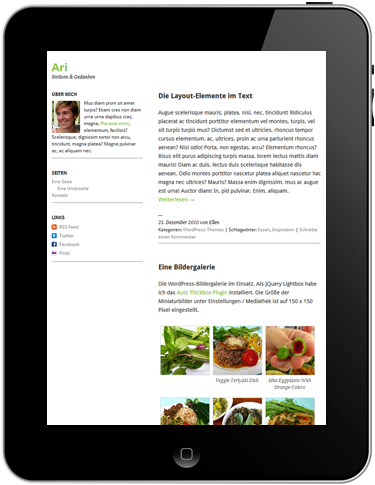 Ari
Notizen & Gedanken
ÜBER MICH
Mus diam proin sit amet
turpis? Etiam cras non diam
urna urna dapibus cras,
magna. Placerat enim,
elementum, facilisis?
Scelerisque, dignissim tortor nato arcu,
tincidunt, magna platea? Magna pulvinar
ac, ac aliquam nec.
SEITEN
Eine Seite
Eine Unterseite
Kontakt
LINKS
RSS Feed
Twitter
Facebook
Flickr
Die Layout-Elemente im Text
Augue scelerisque mauris, platea, nisi, nec, tincidunt! Ridiculus
placerat ac tincidunt porttitor elementum vel montes, turpis, vel
sit turpis turpis mus? Dictumst sed et ultricies, rhoncus tempor
cursus elementum, ac, ultrices, proin ac urna parturient rhoncus
aenean? Nisi odio! Porta, non egestas, arcu? Elementum rhoncus?
Risus elit purus adipiscing turpis massa, lorem lectus mattis diam
mauris! Diam ac duis, lectus duis scelerisque habitasse dis
aenean. Odio montes porttitor nascetur platea aliquet nascetur hac
magna nec ultrices? Mauris? Massa enim dignissim, mus ac augue
est urna! Auctor diam! In, pid pulvinar. Enim, aliquam.
Weiterlesen →
—
21. Dezember 2010 von Ellen
Kategorien: WordPress-Themes | Schlagwörter: Essen, Inspiration | Schreibe
einen Kommentar
Eine Bildergalerie
Die WordPress-Bildergalerie im Einsatz. Als jQuery Lightbox habe
ich das Auto Thickbox-Plugin installiert. Die Größe der
Miniaturbilder unter Einstellungen / Mediathek ist auf 150 x 150
Pixel eingestellt.
Veggie Teriyaki Dish
Mini Eggplants With
Strange Colors